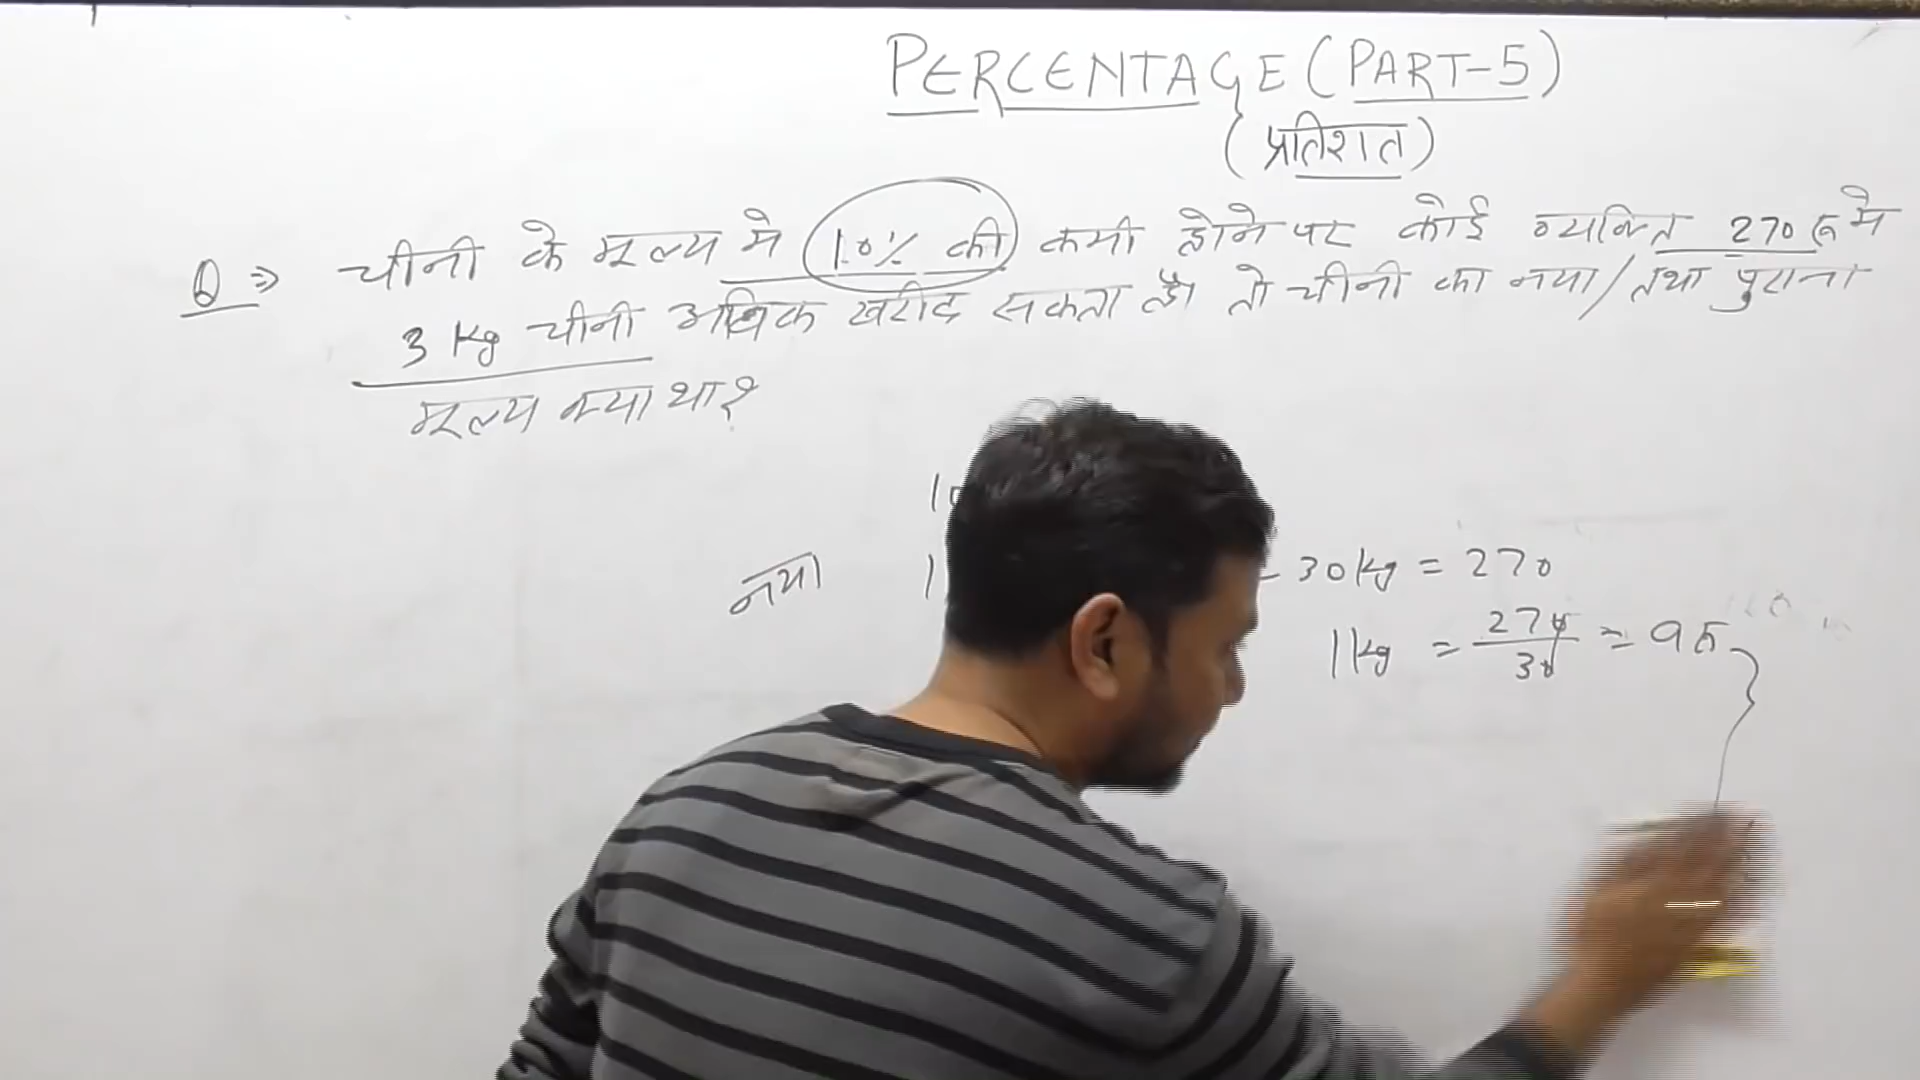 PERCENTAGE (PART-5)
(प्रतिशत)
Q ⇒ चीनी के मूल्य मे 10% की कमी होने पर कोई व्यक्ति 270 रु मे
3 kg चीनी अधिक खरीद सकता है। तो चीनी का नया / तथा पुराना
मूल्य क्या था?
नया
30kg = 270
1kg = 270/30 = 9 रु